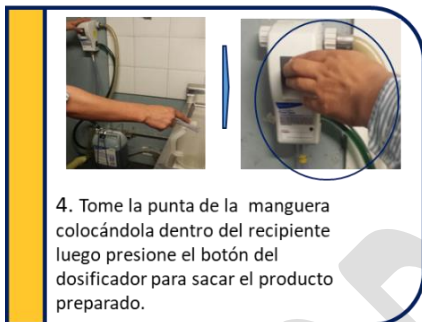 4. Tome la punta de la manguera
colocándola dentro del recipiente
luego presione el botón del
dosificador para sacar el producto
preparado.